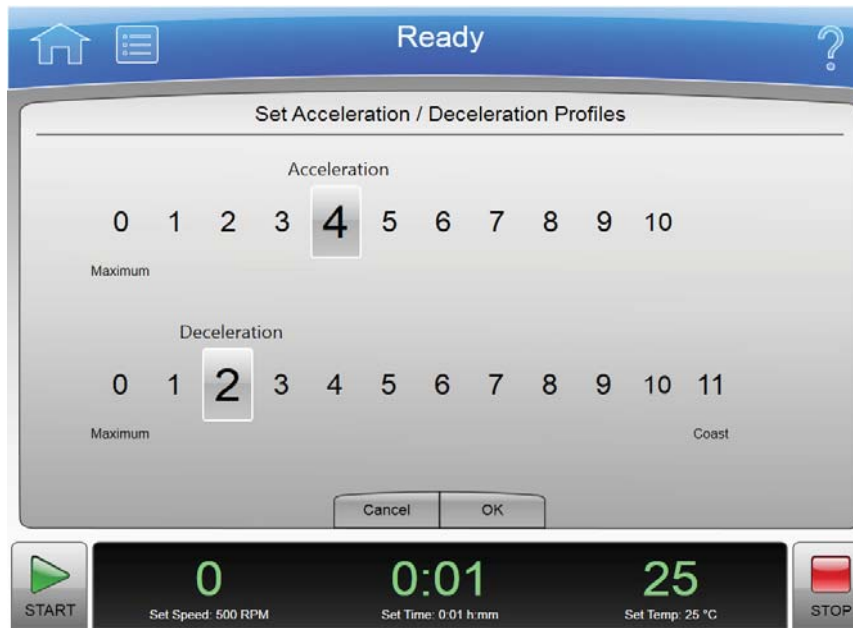 Ready
?
Set Acceleration / Deceleration Profiles
Acceleration
0 1 2 3 4 5 6 7 8 9 10
Maximum
Deceleration
0 1 2 3 4 5 6 7 8 9 10 11
Maximum Coast
Cancel OK
START 0 0:01 25 STOP
Set Speed: 500 RPM Set Time: 0:01 h:mm Set Temp: 25 °C